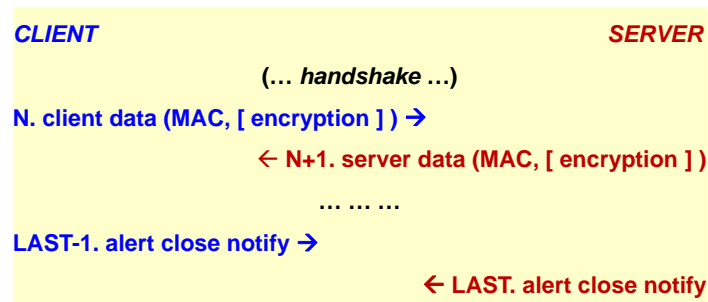 CLIENT SERVER
(... handshake ...)
N. client data (MAC, [ encryption ] ) →
← N+1. server data (MAC, [ encryption ] )
... ... ...
LAST-1. alert close notify →
← LAST. alert close notify